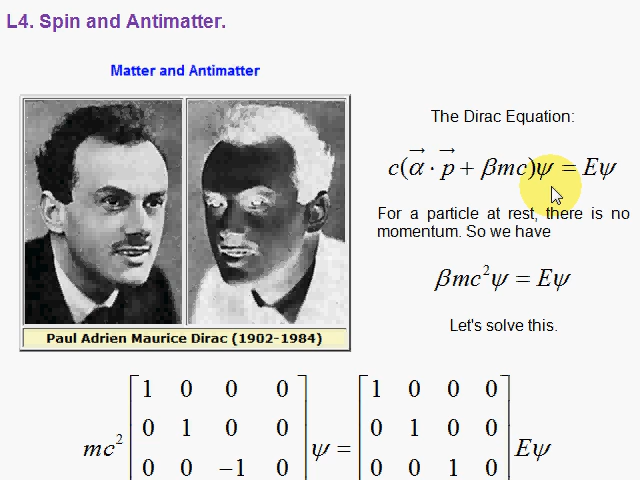 L4. Spin and Antimatter.
Matter and Antimatter
Paul Adrien Maurice Dirac (1902-1984)
The Dirac Equation:
c(α⃗ · p⃗ + βmc)ψ = Eψ
For a particle at rest, there is no
momentum. So we have
βmc²ψ = Eψ
Let's solve this.
1 0 0 0 1 0 0 0
0 1 0 0 0 1 0 0
mc² ψ = Eψ
0 0 −1 0 0 0 1 0